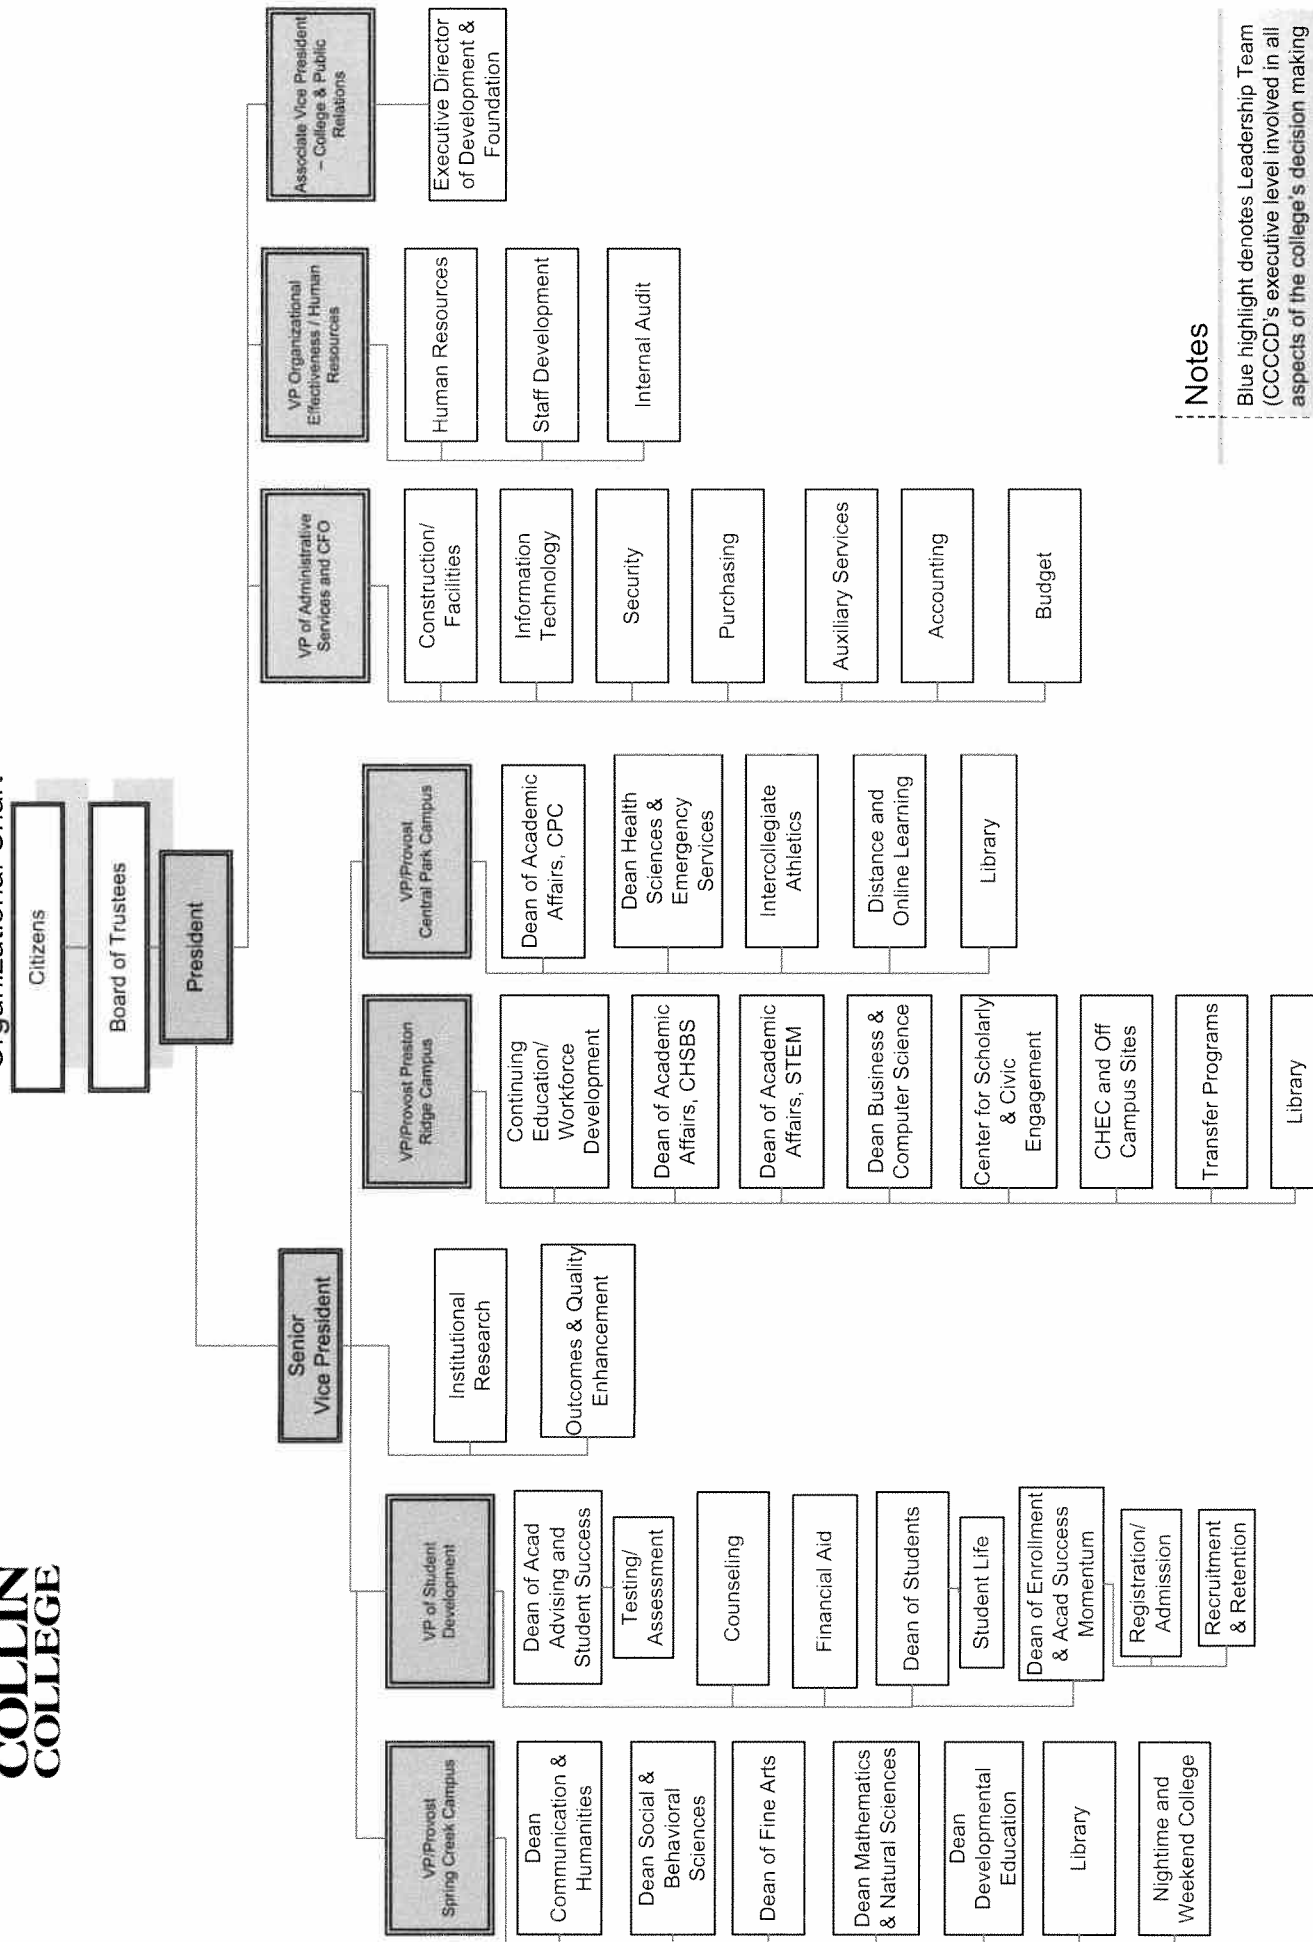 COLLIN
COLLEGE
Organizational Chart
Citizens
Board of Trustees
President
Senior
Vice President
Associate Vice President
– College & Public
Relations
Executive Director
of Development &
Foundation
VP Organizational
Effectiveness / Human
Resources
Human Resources
Staff Development
Internal Audit
VP of Administrative
Services and CFO
Construction/
Facilities
Information
Technology
Security
Purchasing
Auxiliary Services
Accounting
Budget
VP/Provost
Central Park Campus
Dean of Academic
Affairs, CPC
Dean Health
Sciences &
Emergency
Services
Intercollegiate
Athletics
Distance and
Online Learning
Library
VP/Provost Preston
Ridge Campus
Continuing
Education/
Workforce
Development
Dean of Academic
Affairs, CHSBS
Dean of Academic
Affairs, STEM
Dean Business &
Computer Science
Center for Scholarly
& Civic
Engagement
CHEC and Off
Campus Sites
Transfer Programs
Library
Institutional
Research
Outcomes & Quality
Enhancement
VP of Student
Development
Dean of Acad
Advising and
Student Success
Testing/
Assessment
Counseling
Financial Aid
Dean of Students
Student Life
Dean of Enrollment
& Acad Success
Momentum
Registration/
Admission
Recruitment
& Retention
VP/Provost
Spring Creek Campus
Dean
Communication &
Humanities
Dean Social &
Behavioral
Sciences
Dean of Fine Arts
Dean Mathematics
& Natural Sciences
Dean
Developmental
Education
Library
Nightime and
Weekend College
Notes
Blue highlight denotes Leadership Team
(CCCCD's executive level involved in all
aspects of the college's decision making